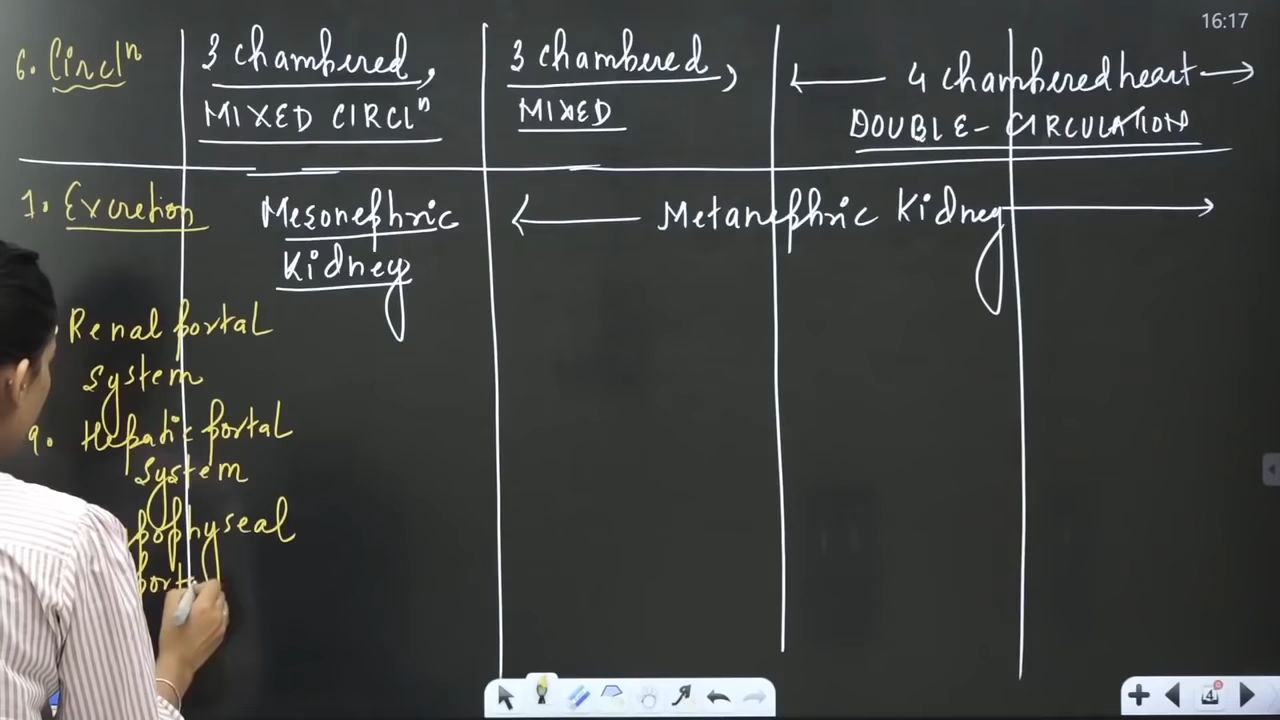 16:17
6. Circlⁿ
3 chambered,
MIXED CIRCLⁿ
3 chambered,
MIXED
4 chambered heart
DOUBLE- CIRCULATION
7. Excretion
Mesonephric
Kidney
Metanephric Kidney
Renal portal
system
9. Hepatic portal
system
port
4